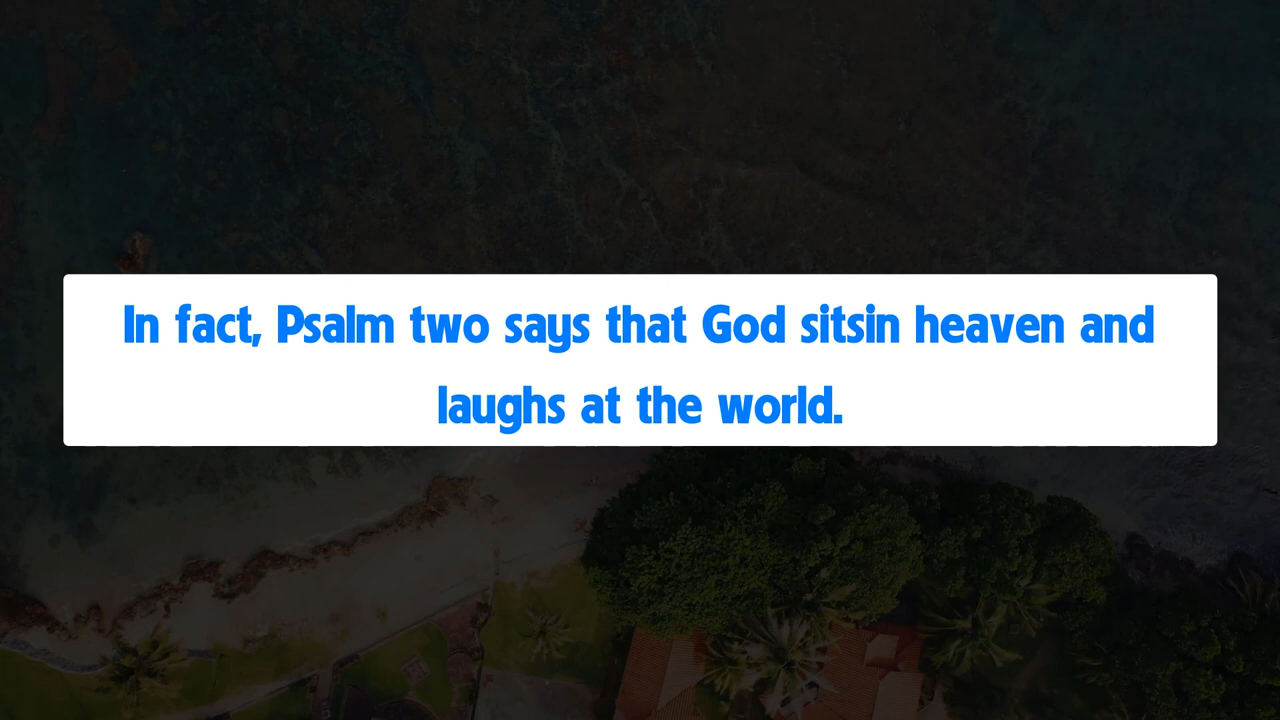 In fact, Psalm two says that God sitsin heaven and
laughs at the world.